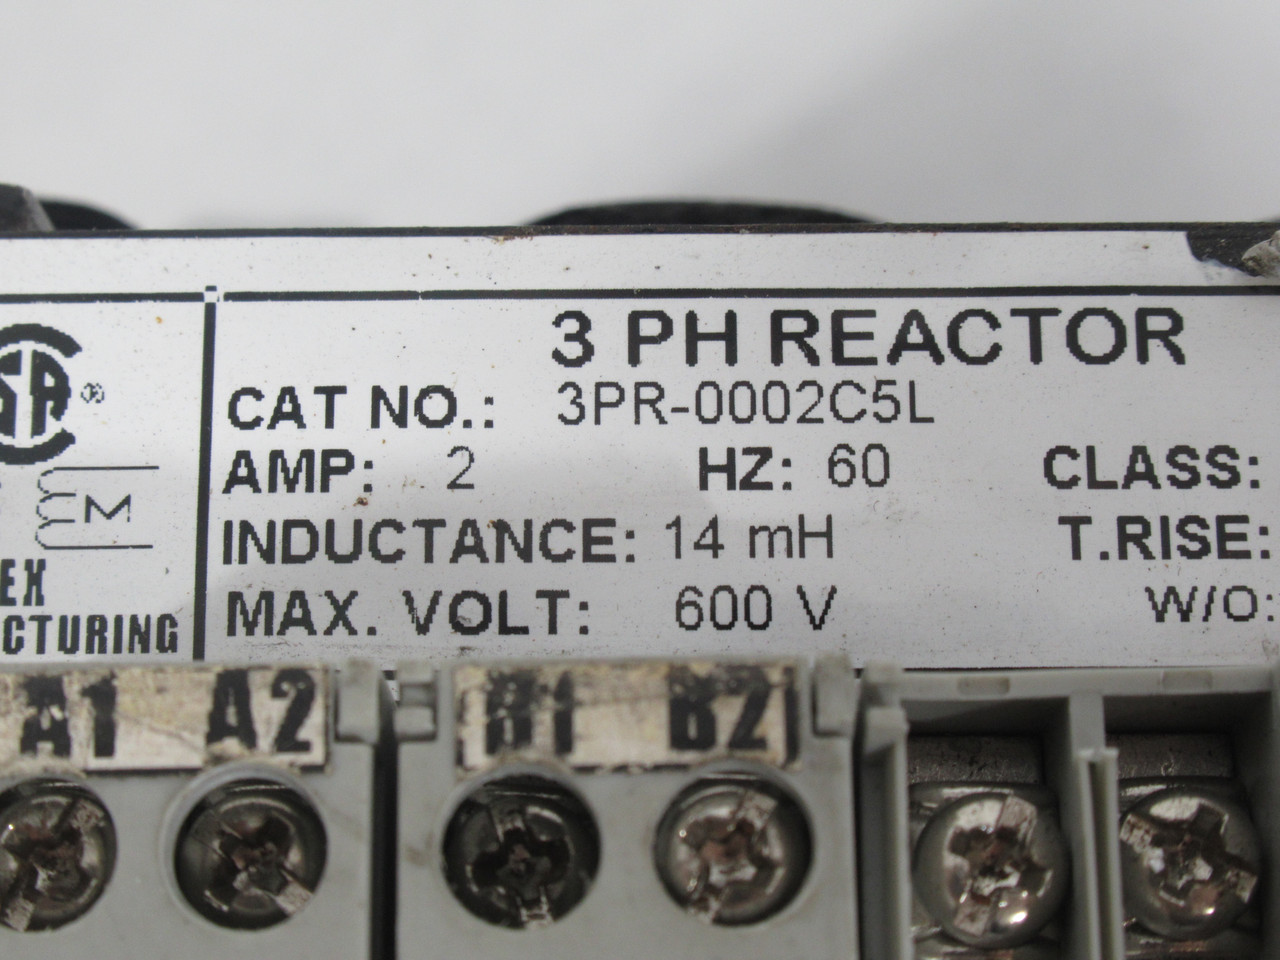 3 PH REACTOR
CAT NO.: 3PR-0002C5L
AMP: 2 HZ: 60 CLASS:
INDUCTANCE: 14 mH T.RISE:
MAX. VOLT: 600 V W/O:
SA ®
M
EX
CTURING
A1 A2 B1 B2